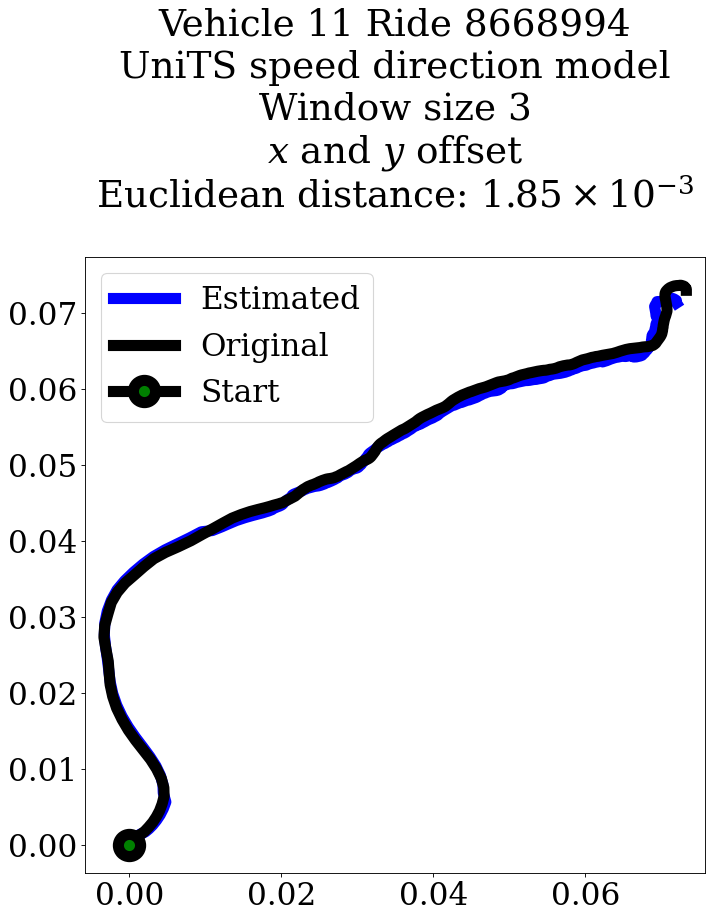 Vehicle 11 Ride 8668994
UniTS speed direction model
Window size 3
x and y offset
Euclidean distance: 1.85 × 10⁻³
Estimated
Original
Start
0.07
0.06
0.05
0.04
0.03
0.02
0.01
0.00
0.00 0.02 0.04 0.06